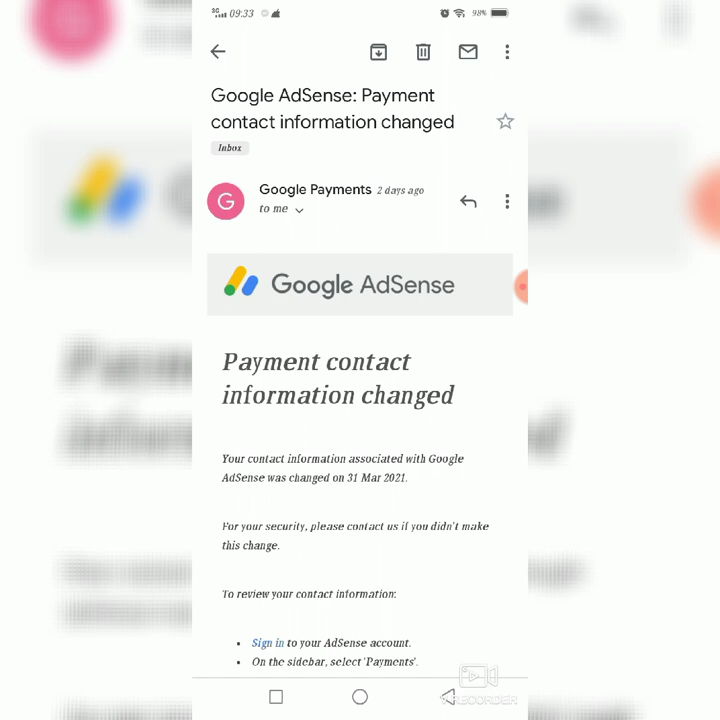 3G 09:33 98%
Google AdSense: Payment
contact information changed
Inbox
G
Google Payments 2 days ago
to me
Google AdSense
Payment contact
information changed
Your contact information associated with Google
AdSense was changed on 31 Mar 2021.
For your security, please contact us if you didn't make
this change.
To review your contact information:
• Sign in to your AdSense account.
• On the sidebar, select 'Payments'.
RECORDER